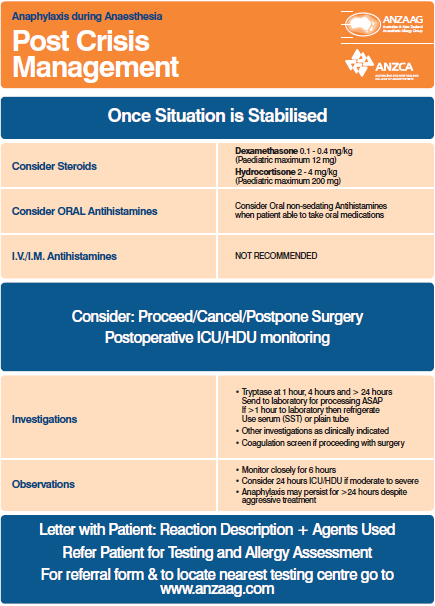 Anaphylaxis during Anaesthesia
Post Crisis
Management
ANZAAG
Australian & New Zealand
Anaesthetic Allergy Group
ANZCA
Once Situation is Stabilised
Consider Steroids
Dexamethasone 0.1 - 0.4 mg/kg
(Paediatric maximum 12 mg)
Hydrocortisone 2 - 4 mg/kg
(Paediatric maximum 200 mg)
Consider ORAL Antihistamines
Consider Oral non-sedating Antihistamines
when patient able to take oral medications
I.V./I.M. Antihistamines
NOT RECOMMENDED
Consider: Proceed/Cancel/Postpone Surgery
Postoperative ICU/HDU monitoring
Investigations
• Tryptase at 1 hour, 4 hours and > 24 hours
Send to laboratory for processing ASAP
If >1 hour to laboratory then refrigerate
Use serum (SST) or plain tube
• Other investigations as clinically indicated
• Coagulation screen if proceeding with surgery
Observations
• Monitor closely for 6 hours
• Consider 24 hours ICU/HDU if moderate to severe
• Anaphylaxis may persist for >24 hours despite
aggressive treatment
Letter with Patient: Reaction Description + Agents Used
Refer Patient for Testing and Allergy Assessment
For referral form & to locate nearest testing centre go to
www.anzaag.com